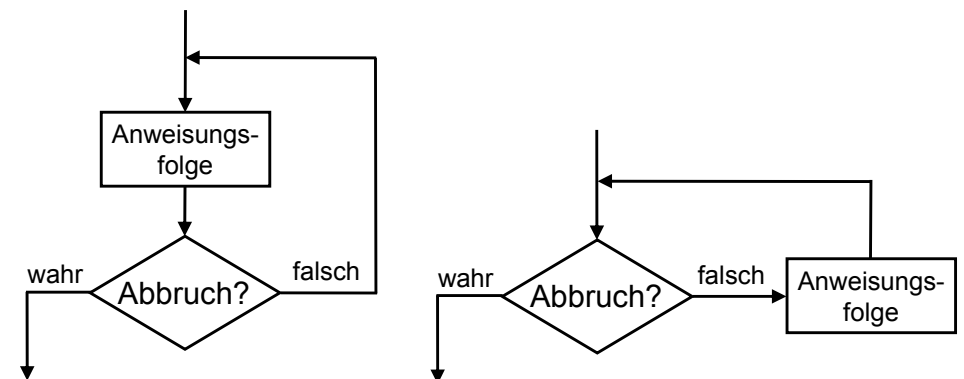 Anweisungs-
folge
wahr
Abbruch?
falsch
wahr
Abbruch?
falsch
Anweisungs-
folge